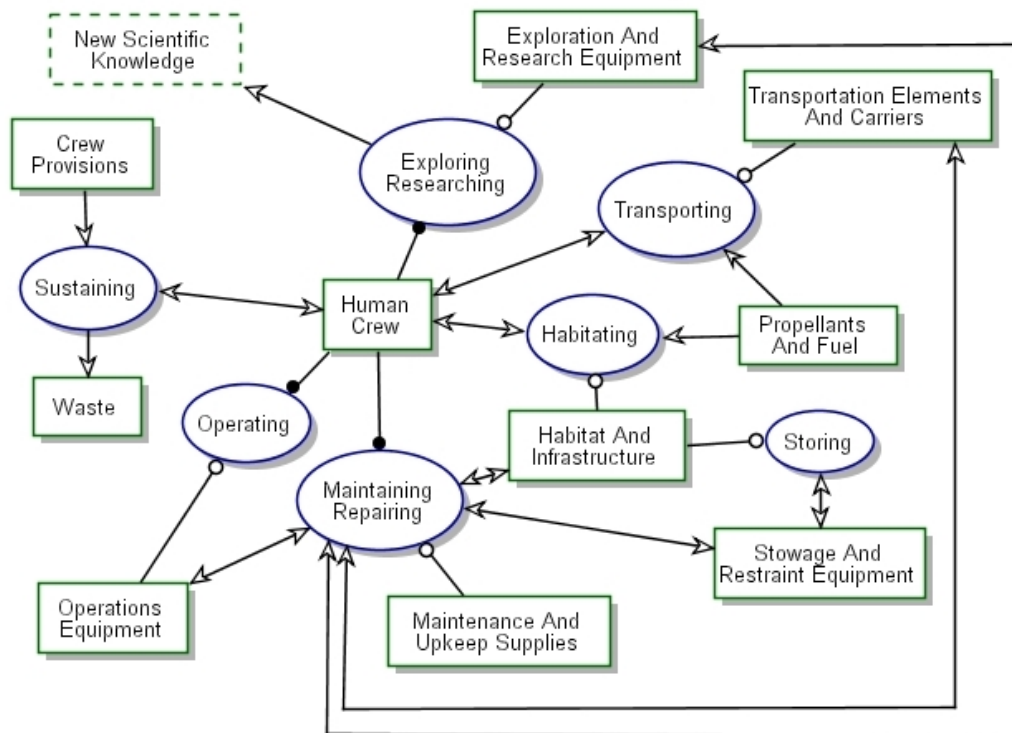 New Scientific
Knowledge
Exploration And
Research Equipment
Transportation Elements
And Carriers
Crew
Provisions
Exploring
Researching
Transporting
Sustaining
Human
Crew
Habitating
Propellants
And Fuel
Waste
Operating
Habitat And
Infrastructure
Storing
Maintaining
Repairing
Stowage And
Restraint Equipment
Operations
Equipment
Maintenance And
Upkeep Supplies